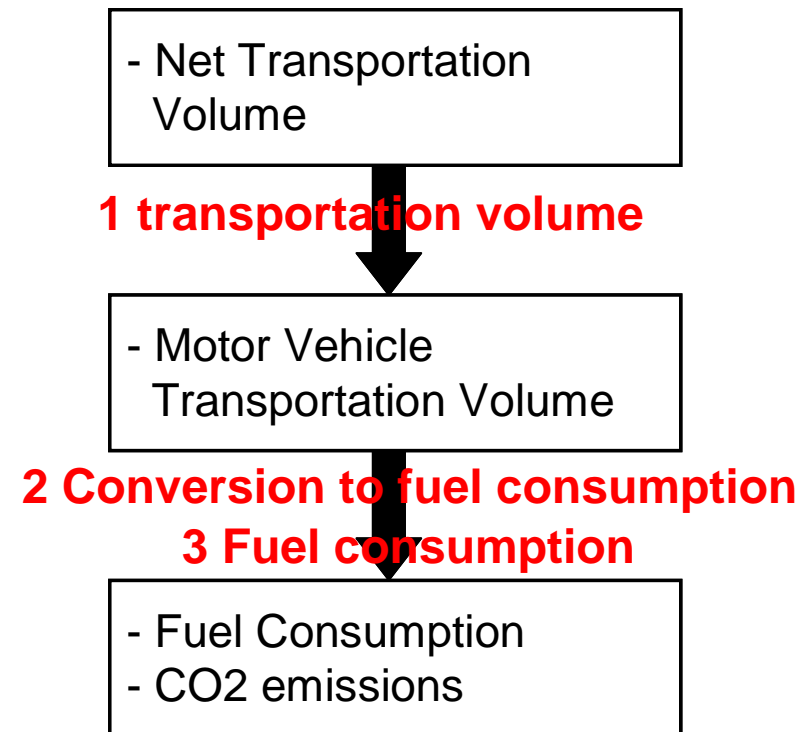 - Net Transportation
Volume
1 transportation volume
- Motor Vehicle
Transportation Volume
2 Conversion to fuel consumption
3 Fuel consumption
- Fuel Consumption
- CO2 emissions